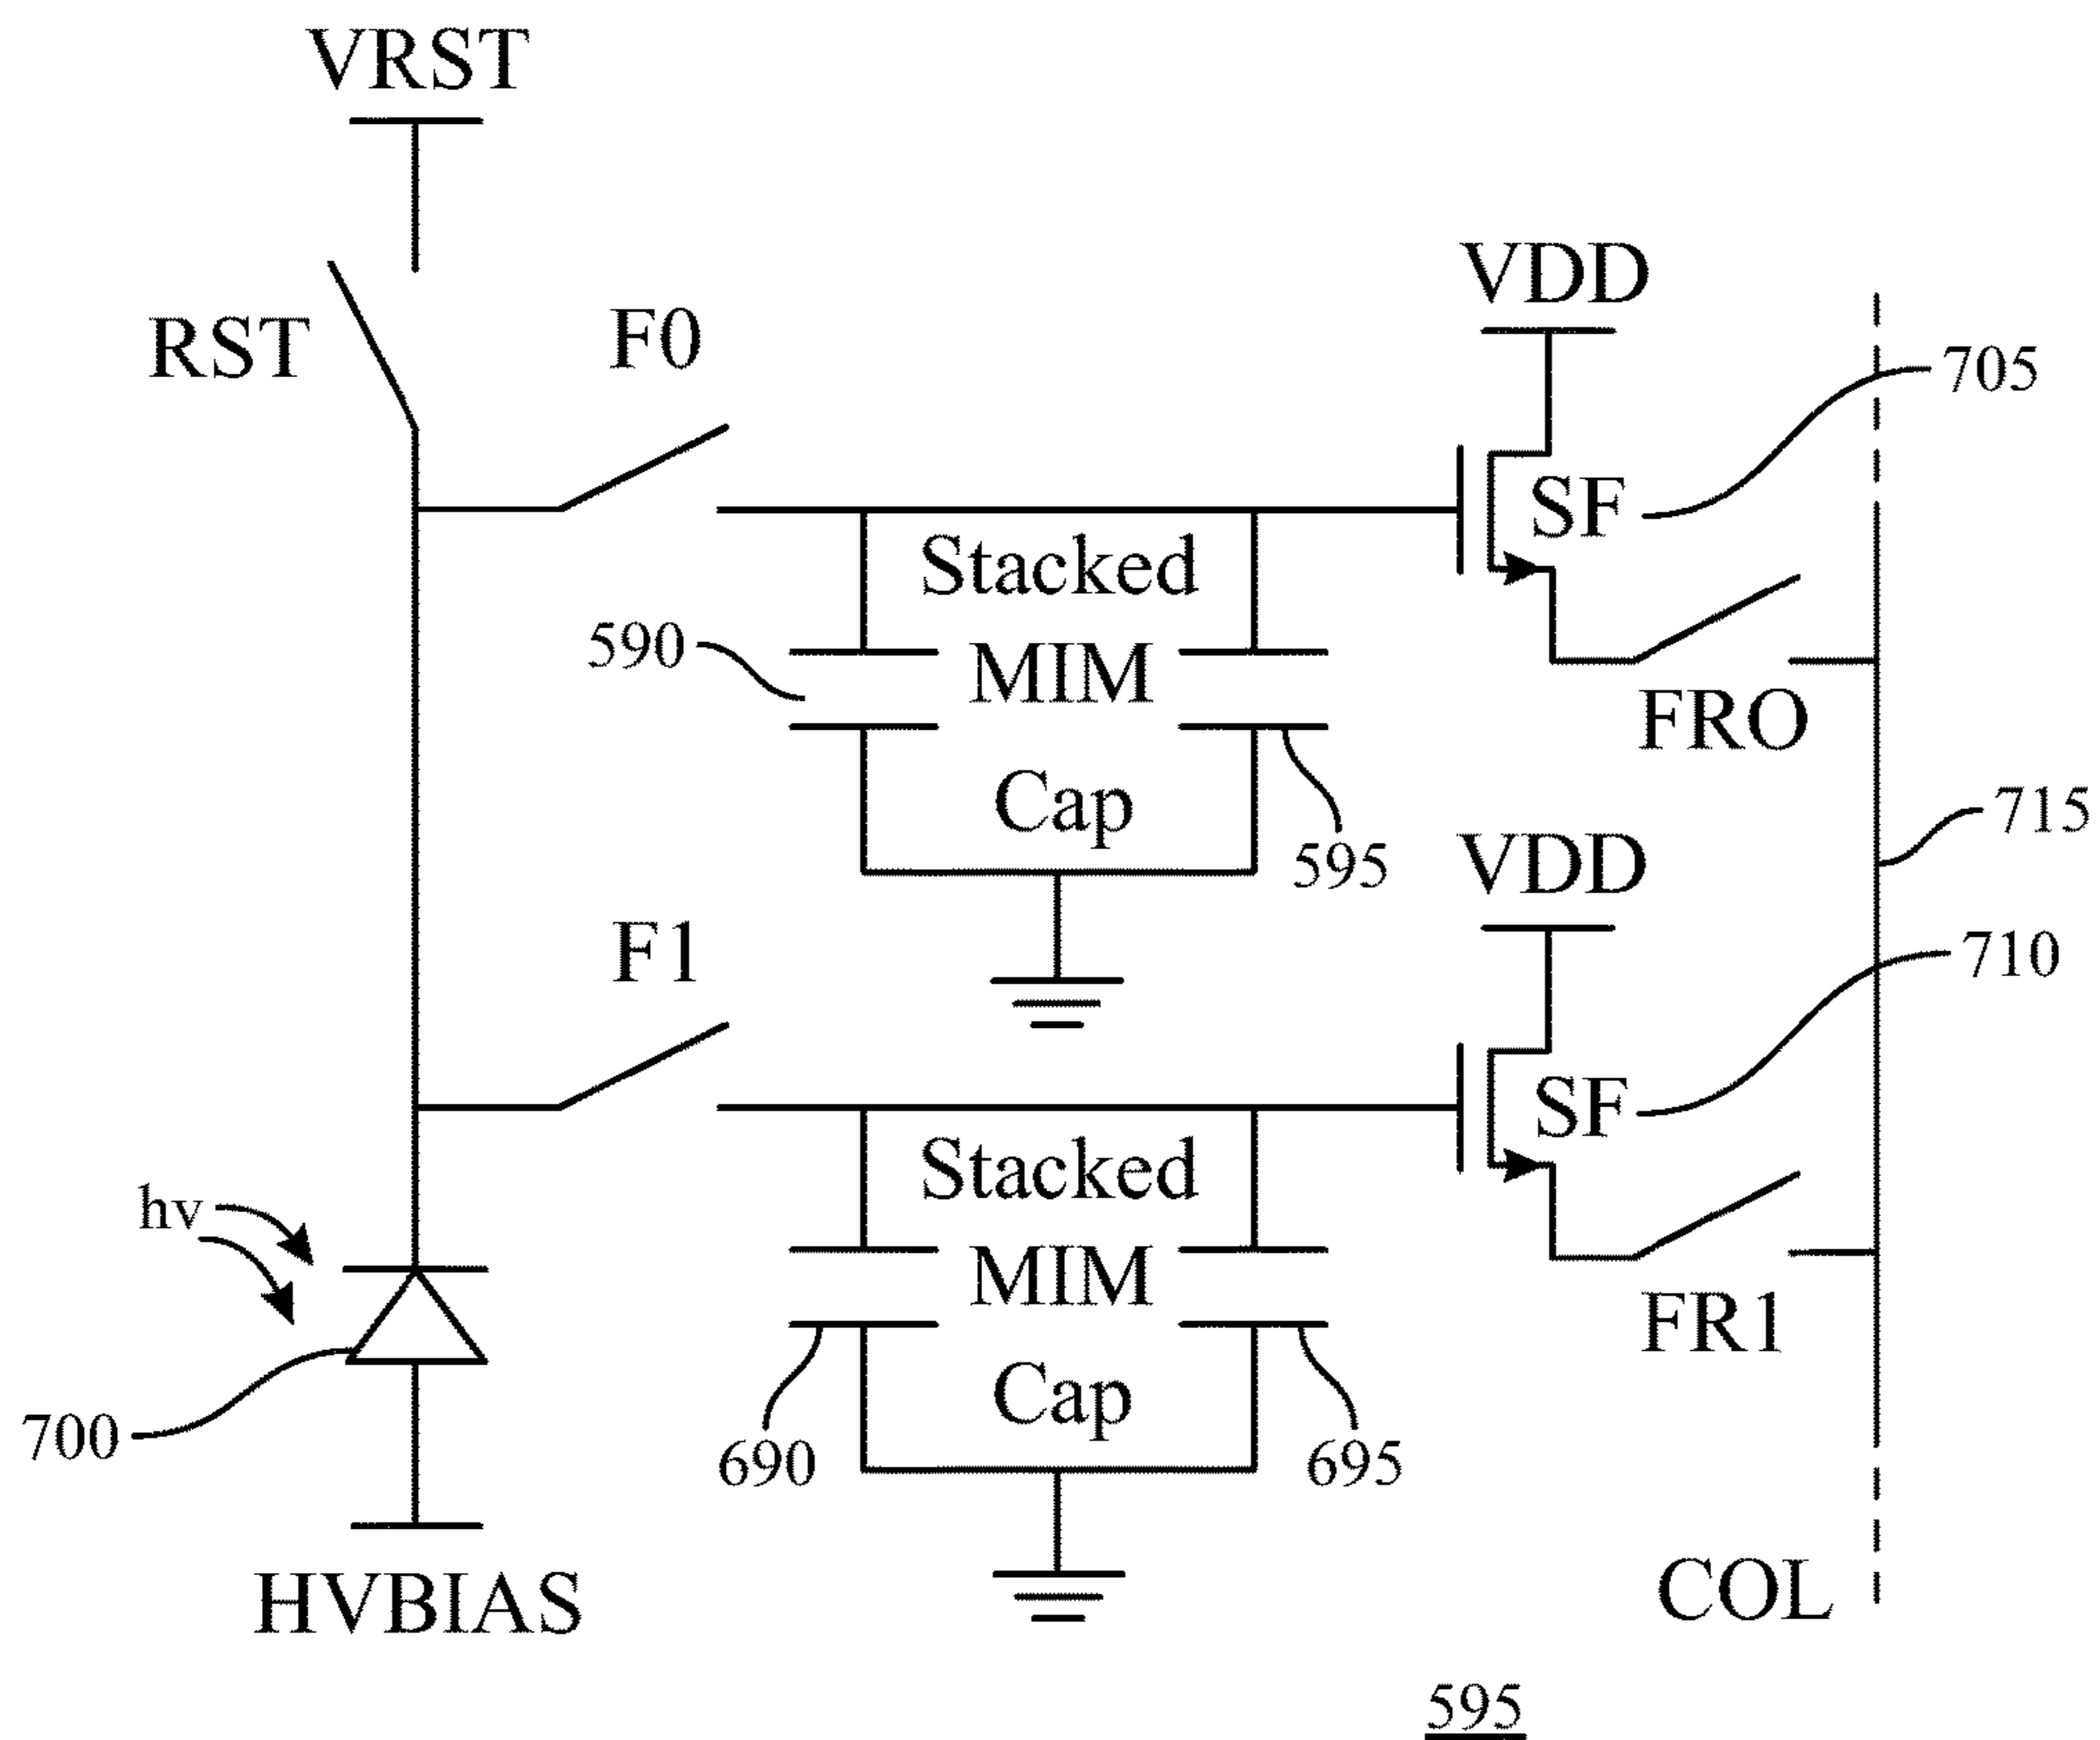 VRST
VDD
RST
F0
705
SF
Stacked
590
MIM
FRO
Cap
715
595
VDD
F1
710
SF
Stacked
hv
MIM
FR1
Cap
700
690
695
HVBIAS
COL
595